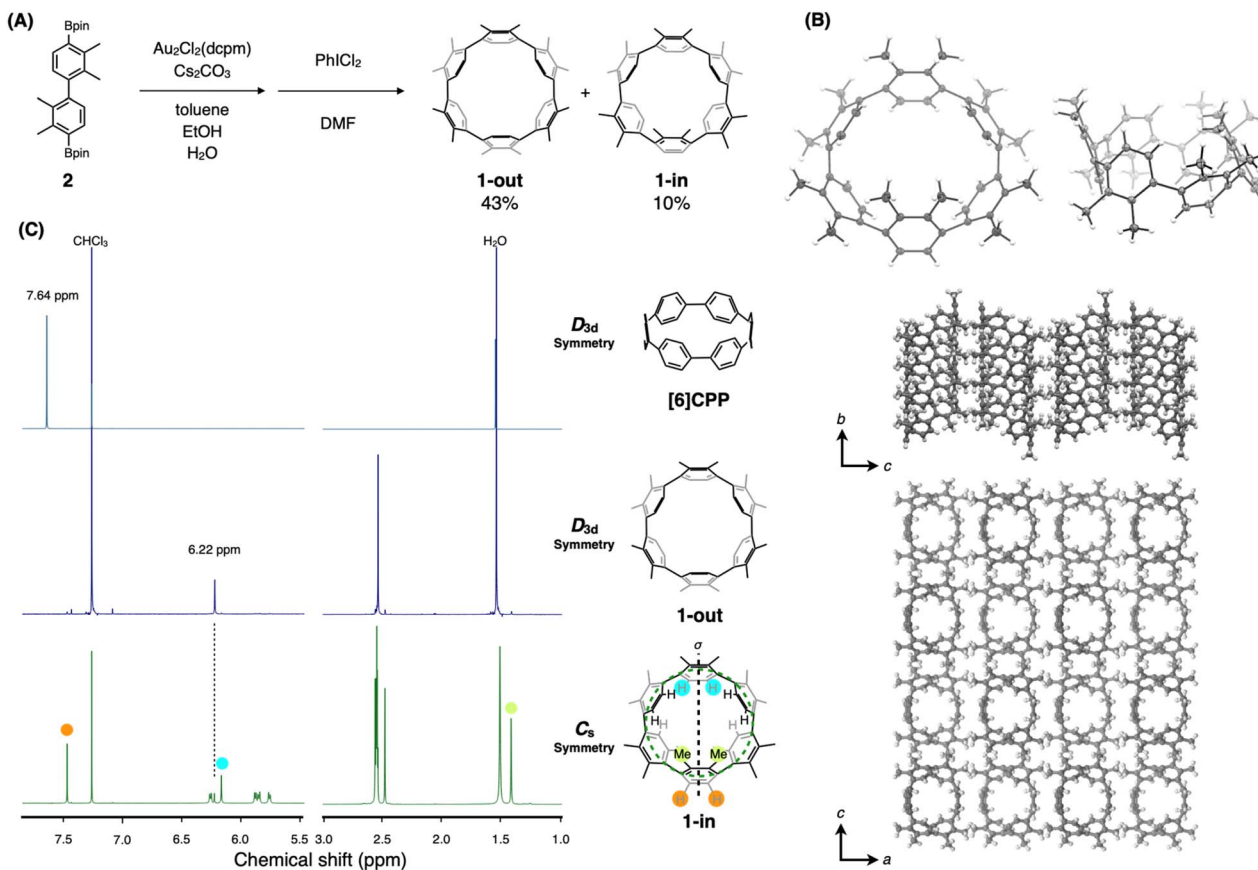 (A)
Bpin
Bpin
2
Au₂Cl₂(dcpm)
Cs₂CO₃
toluene
EtOH
H₂O
PhICl₂
DMF
+
1-out
43%
1-in
10%
(B)
b
c
c
a
(C)
CHCl₃
H₂O
7.64 ppm
D3d
Symmetry
[6]CPP
6.22 ppm
D3d
Symmetry
1-out
σ
H
H
H
H
H
H
H
H
Me
Me
H
H
Cs
Symmetry
1-in
7.5
7.0
6.5
6.0
5.5
3.0
2.5
2.0
1.5
1.0
Chemical shift (ppm)